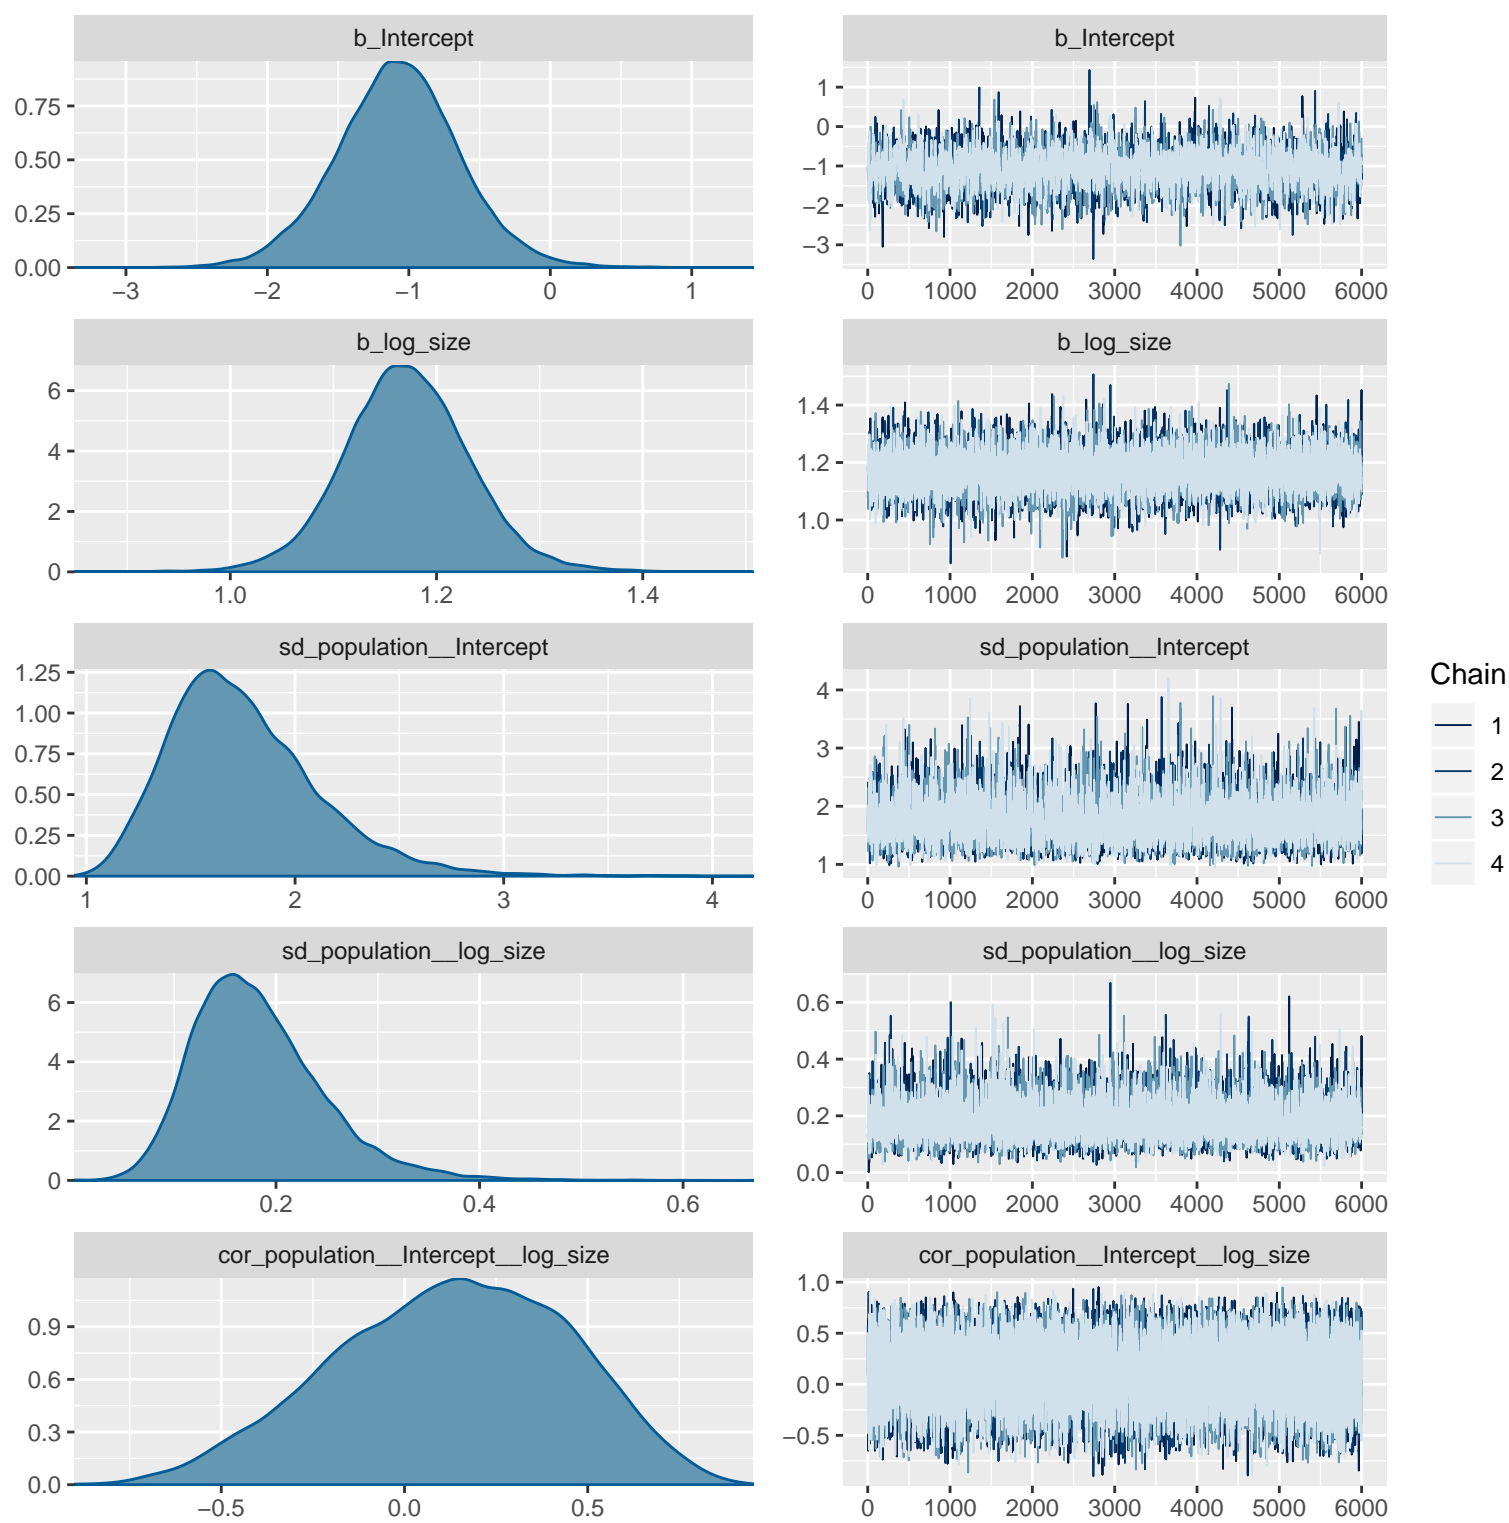 b_Intercept
0.75
0.50
0.25
0.00
−3 −2 −1 0 1
b_Intercept
1
0
−1
−2
−3
0 1000 2000 3000 4000 5000 6000
b_log_size
6
4
2
0
1.0 1.2 1.4
b_log_size
1.4
1.2
1.0
0 1000 2000 3000 4000 5000 6000
sd_population__Intercept
1.25
1.00
0.75
0.50
0.25
0.00
1 2 3 4
sd_population__Intercept
4
3
2
1
0 1000 2000 3000 4000 5000 6000
sd_population__log_size
6
4
2
0
0.2 0.4 0.6
sd_population__log_size
0.6
0.4
0.2
0.0
0 1000 2000 3000 4000 5000 6000
cor_population__Intercept__log_size
0.9
0.6
0.3
0.0
−0.5 0.0 0.5
cor_population__Intercept__log_size
1.0
0.5
0.0
−0.5
0 1000 2000 3000 4000 5000 6000
Chain
1
2
3
4